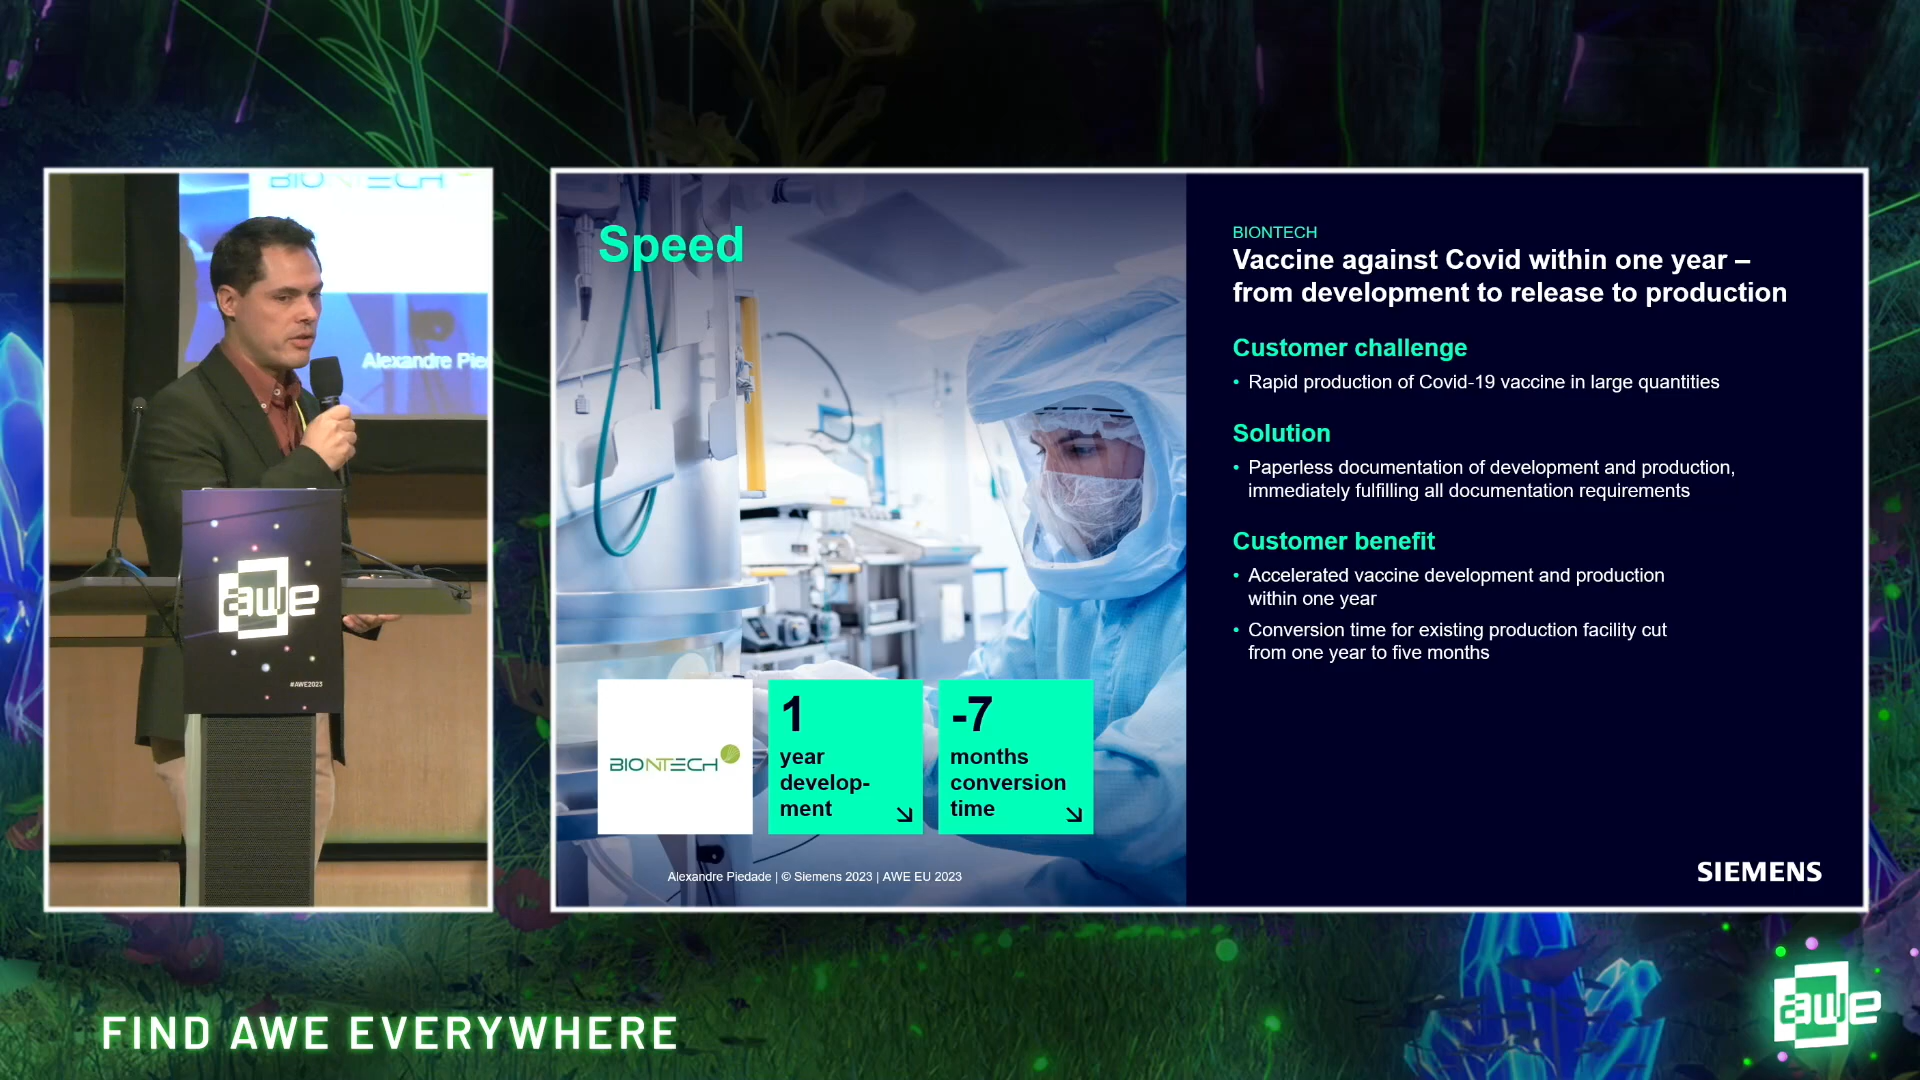 BIONTECH
Alexandre Pie
awe
#AWE2023
Speed
BIONTECH
1
year
develop-
ment
-7
months
conversion
time
Alexandre Piedade | © Siemens 2023 | AWE EU 2023
BIONTECH
Vaccine against Covid within one year –
from development to release to production
Customer challenge
• Rapid production of Covid-19 vaccine in large quantities
Solution
• Paperless documentation of development and production,
immediately fulfilling all documentation requirements
Customer benefit
• Accelerated vaccine development and production
within one year
• Conversion time for existing production facility cut
from one year to five months
SIEMENS
FIND AWE EVERYWHERE
awe